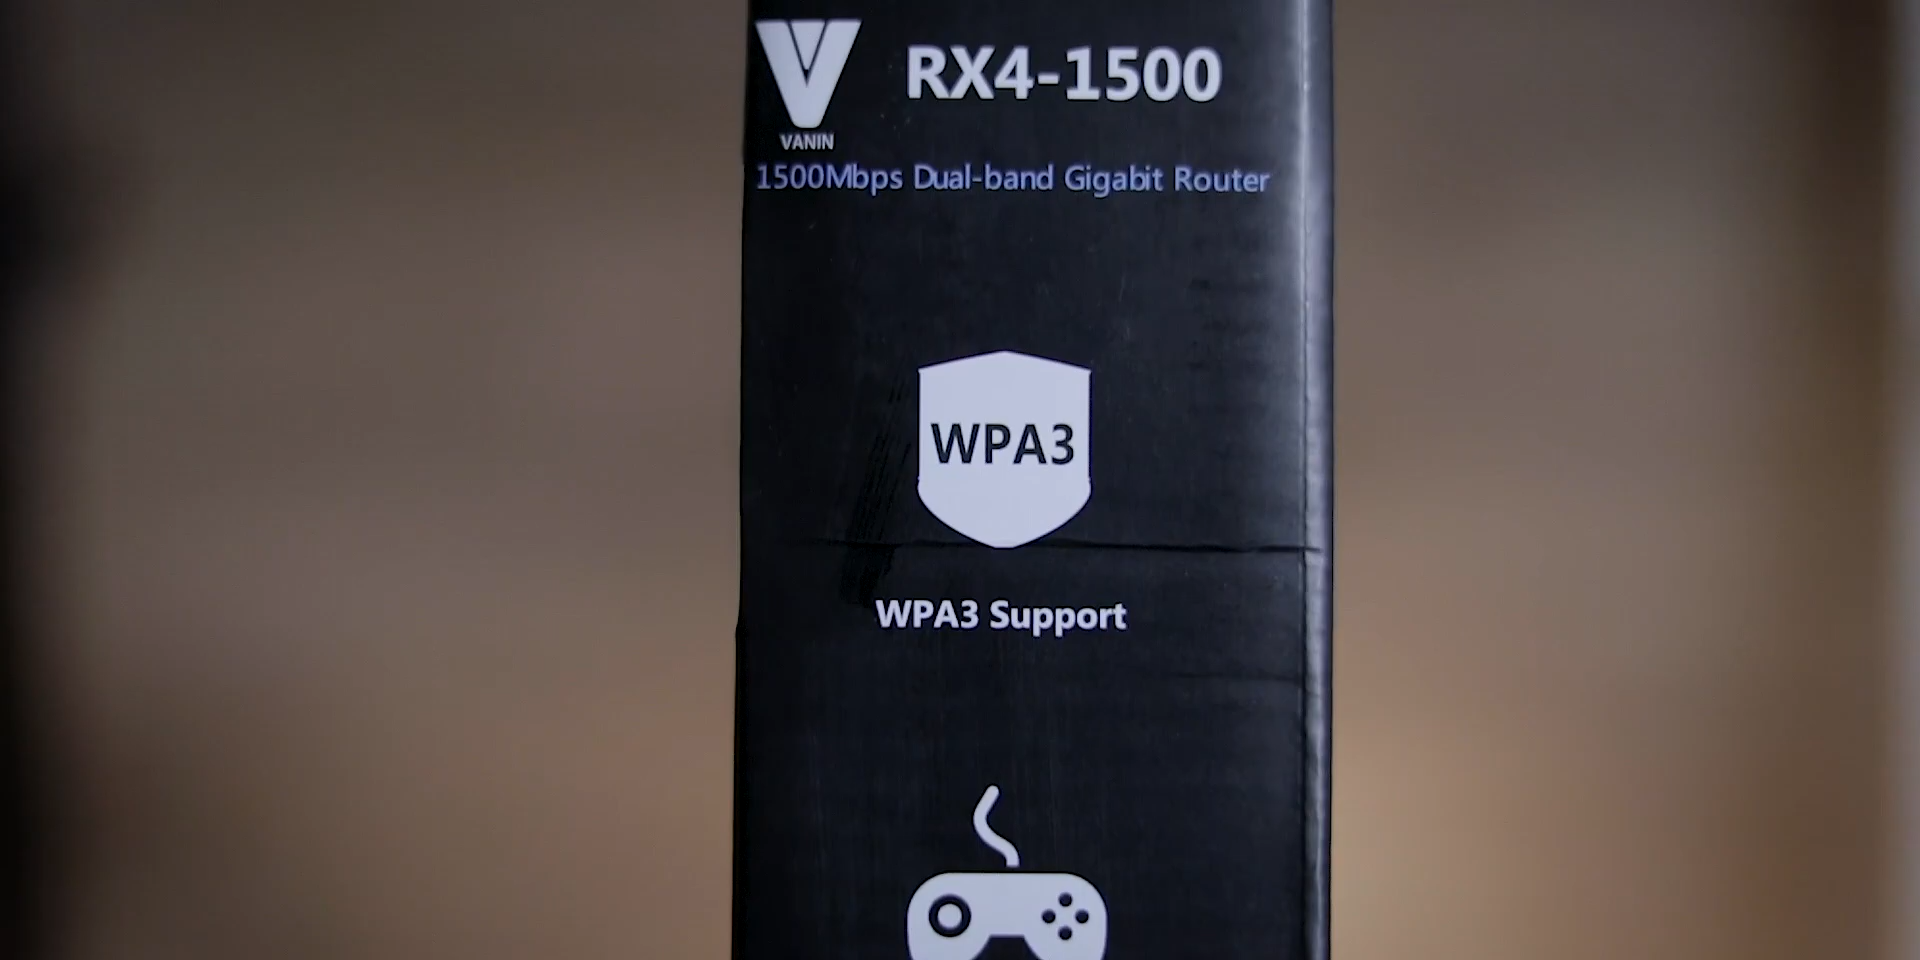 RX4-1500
VANIN
1500Mbps Dual-band Gigabit Router
WPA3
WPA3 Support